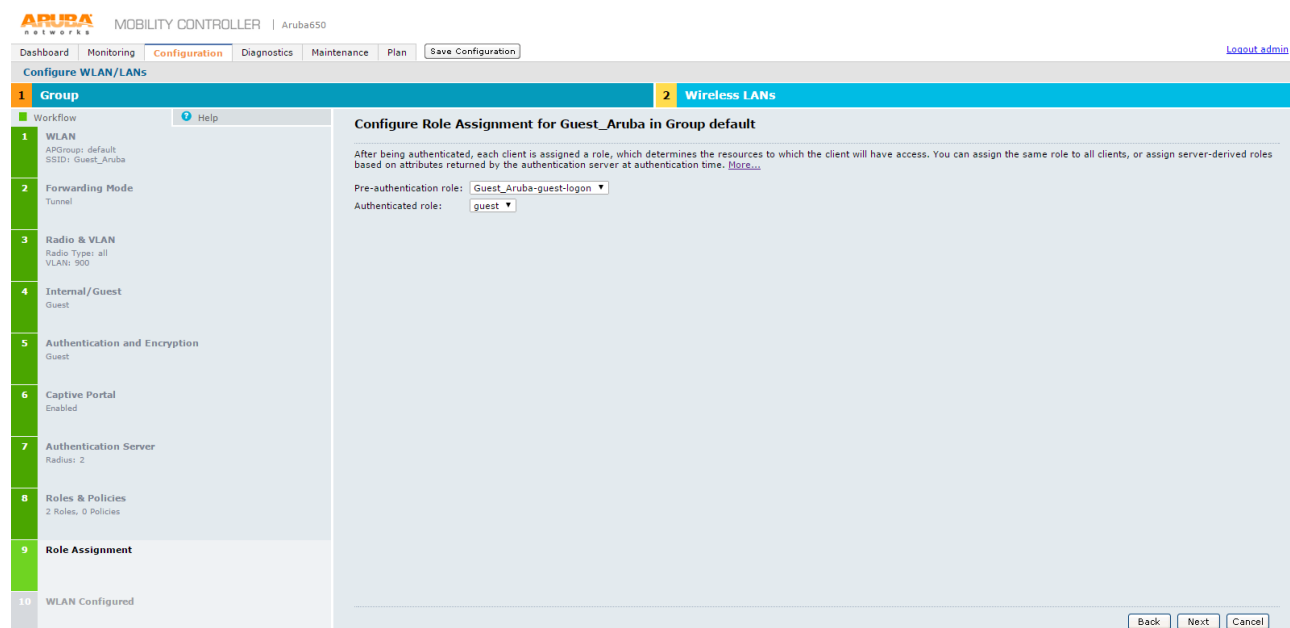 ARUBA networks MOBILITY CONTROLLER | Aruba650
Dashboard Monitoring Configuration Diagnostics Maintenance Plan Save Configuration Logout admin
Configure WLAN/LANs
1 Group 2 Wireless LANs
Workflow Help
1 WLAN
APGroup: default
SSID: Guest_Aruba
2 Forwarding Mode
Tunnel
3 Radio & VLAN
Radio Type: all
VLAN: 900
4 Internal/Guest
Guest
5 Authentication and Encryption
Guest
6 Captive Portal
Enabled
7 Authentication Server
Radius: 2
8 Roles & Policies
2 Roles, 0 Policies
9 Role Assignment
10 WLAN Configured
Configure Role Assignment for Guest_Aruba in Group default
After being authenticated, each client is assigned a role, which determines the resources to which the client will have access. You can assign the same role to all clients, or assign server-derived roles
based on attributes returned by the authentication server at authentication time. More...
Pre-authentication role: Guest_Aruba-guest-logon
Authenticated role: guest
Back Next Cancel